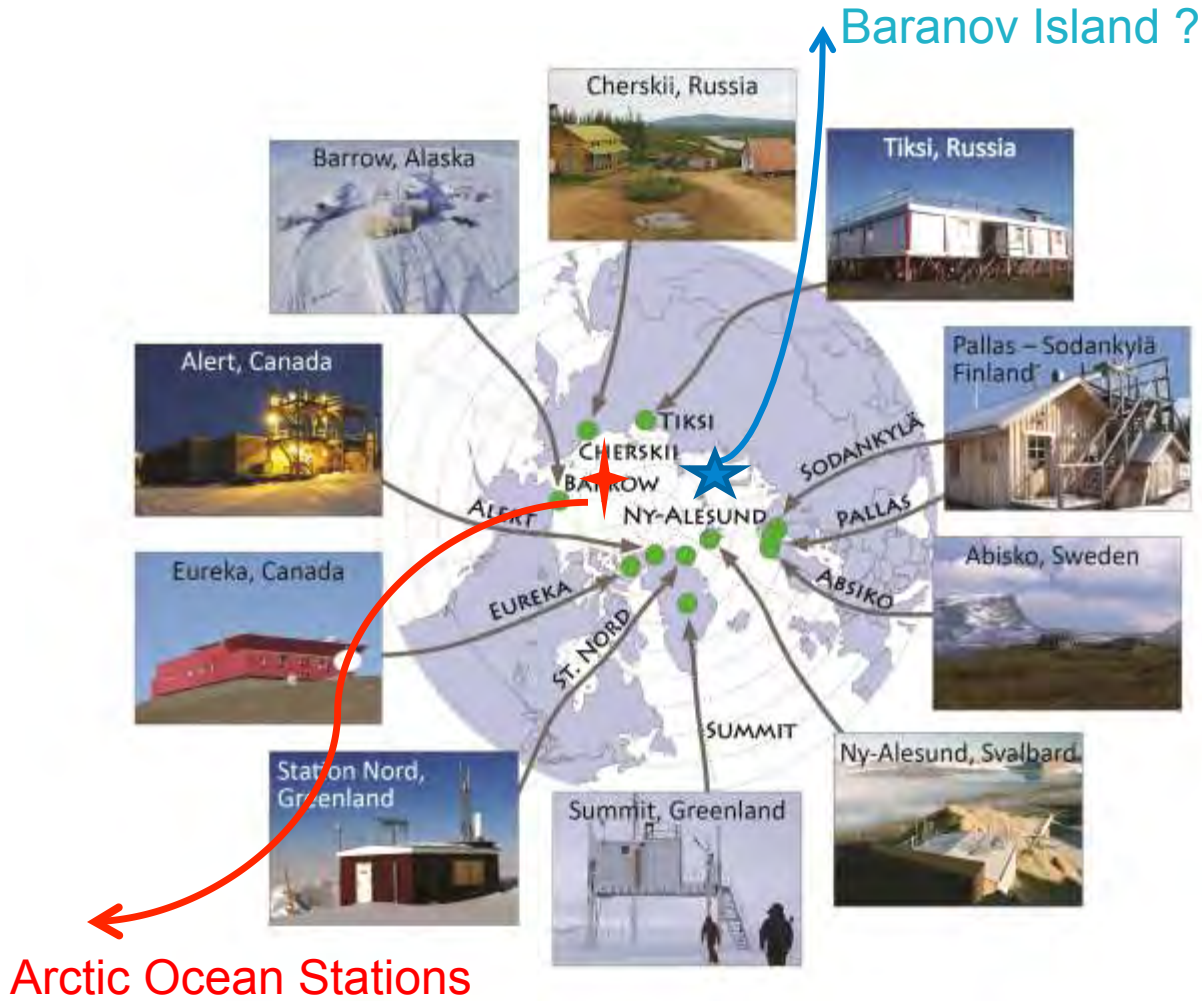 Baranov Island ?
Cherskii, Russia
Barrow, Alaska
Tiksi, Russia
Alert, Canada
Pallas – Sodankylä
Finland
TIKSI
CHERSKII
BARROW
SODANKYLÄ
ALERT
NY-ALESUND
PALLAS
Eureka, Canada
Abisko, Sweden
EUREKA
ABSIKO
ST. NORD
SUMMIT
Ny-Alesund, Svalbard
Station Nord,
Greenland
Summit, Greenland
Arctic Ocean Stations